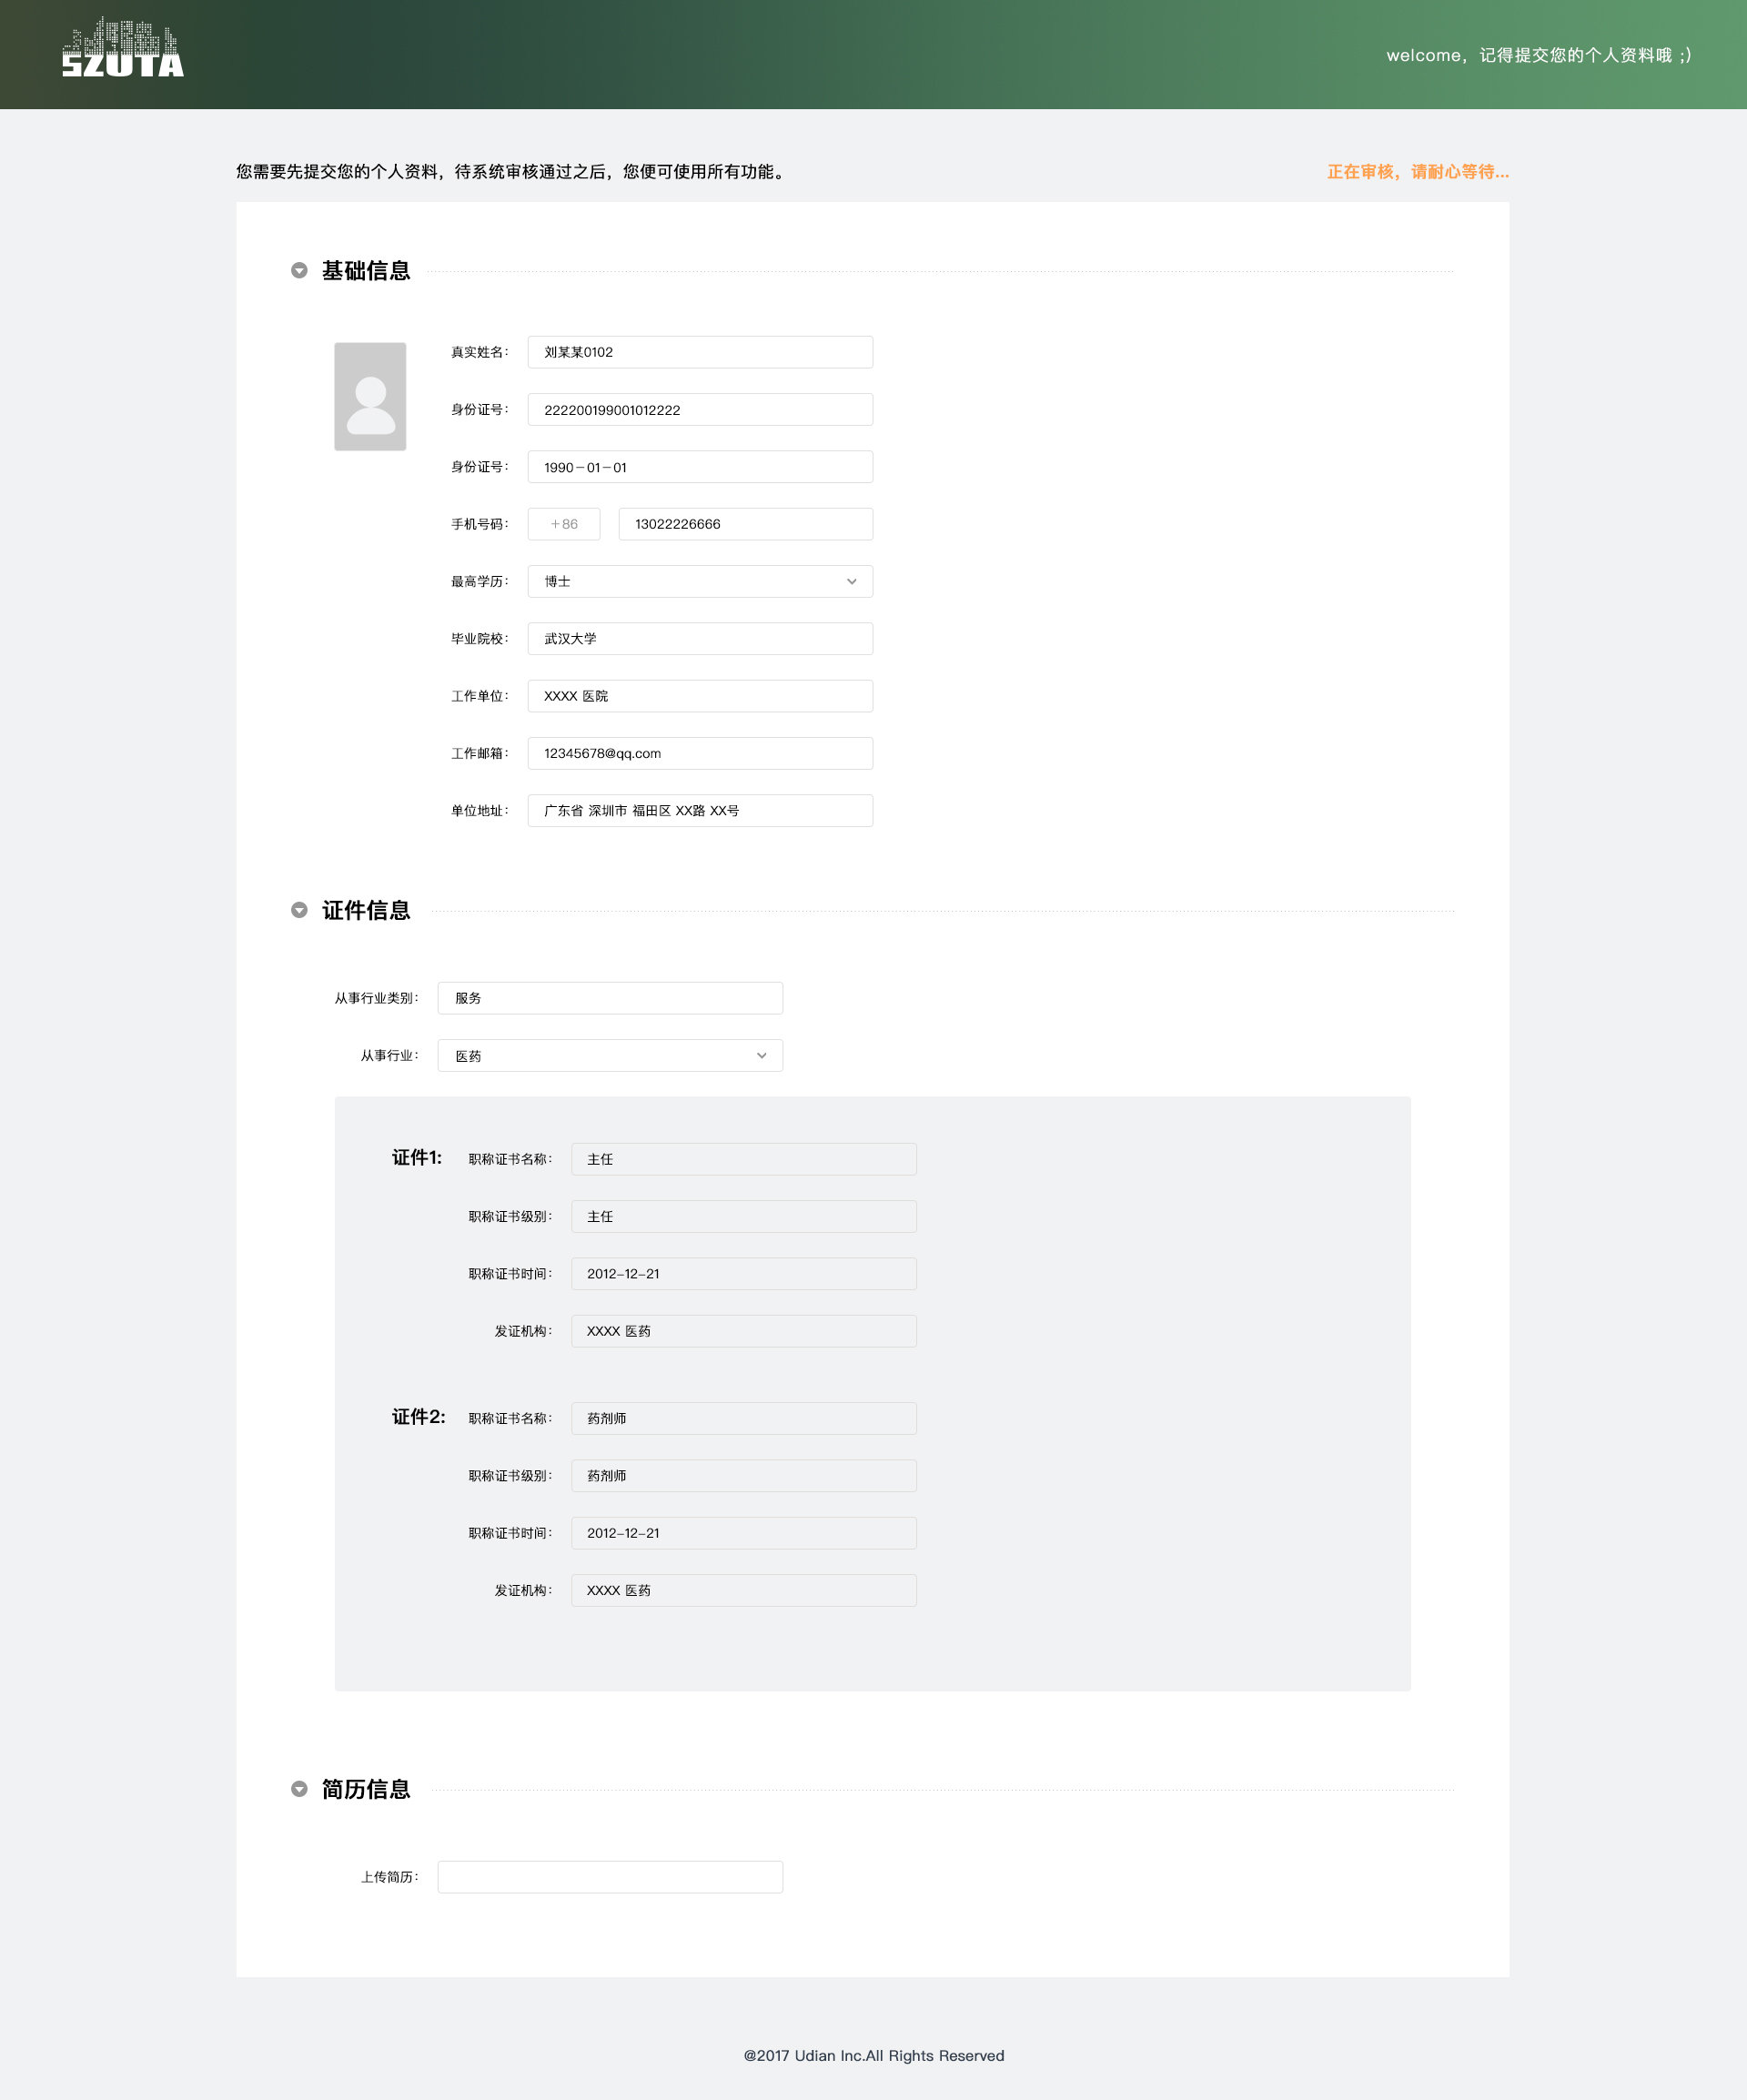 SZUTA
welcome，记得提交您的个人资料哦 ;)
您需要先提交您的个人资料，待系统审核通过之后，您便可使用所有功能。
正在审核，请耐心等待...
基础信息
真实姓名： 刘某某0102
身份证号： 222200199001012222
身份证号： 1990－01－01
手机号码： ＋86 13022226666
最高学历： 博士
毕业院校： 武汉大学
工作单位： XXXX 医院
工作邮箱： 12345678@qq.com
单位地址： 广东省 深圳市 福田区 XX路 XX号
证件信息
从事行业类别： 服务
从事行业： 医药
证件1: 职称证书名称： 主任
职称证书级别： 主任
职称证书时间： 2012-12-21
发证机构： XXXX 医药
证件2: 职称证书名称： 药剂师
职称证书级别： 药剂师
职称证书时间： 2012-12-21
发证机构： XXXX 医药
简历信息
上传简历：
@2017 Udian Inc.All Rights Reserved